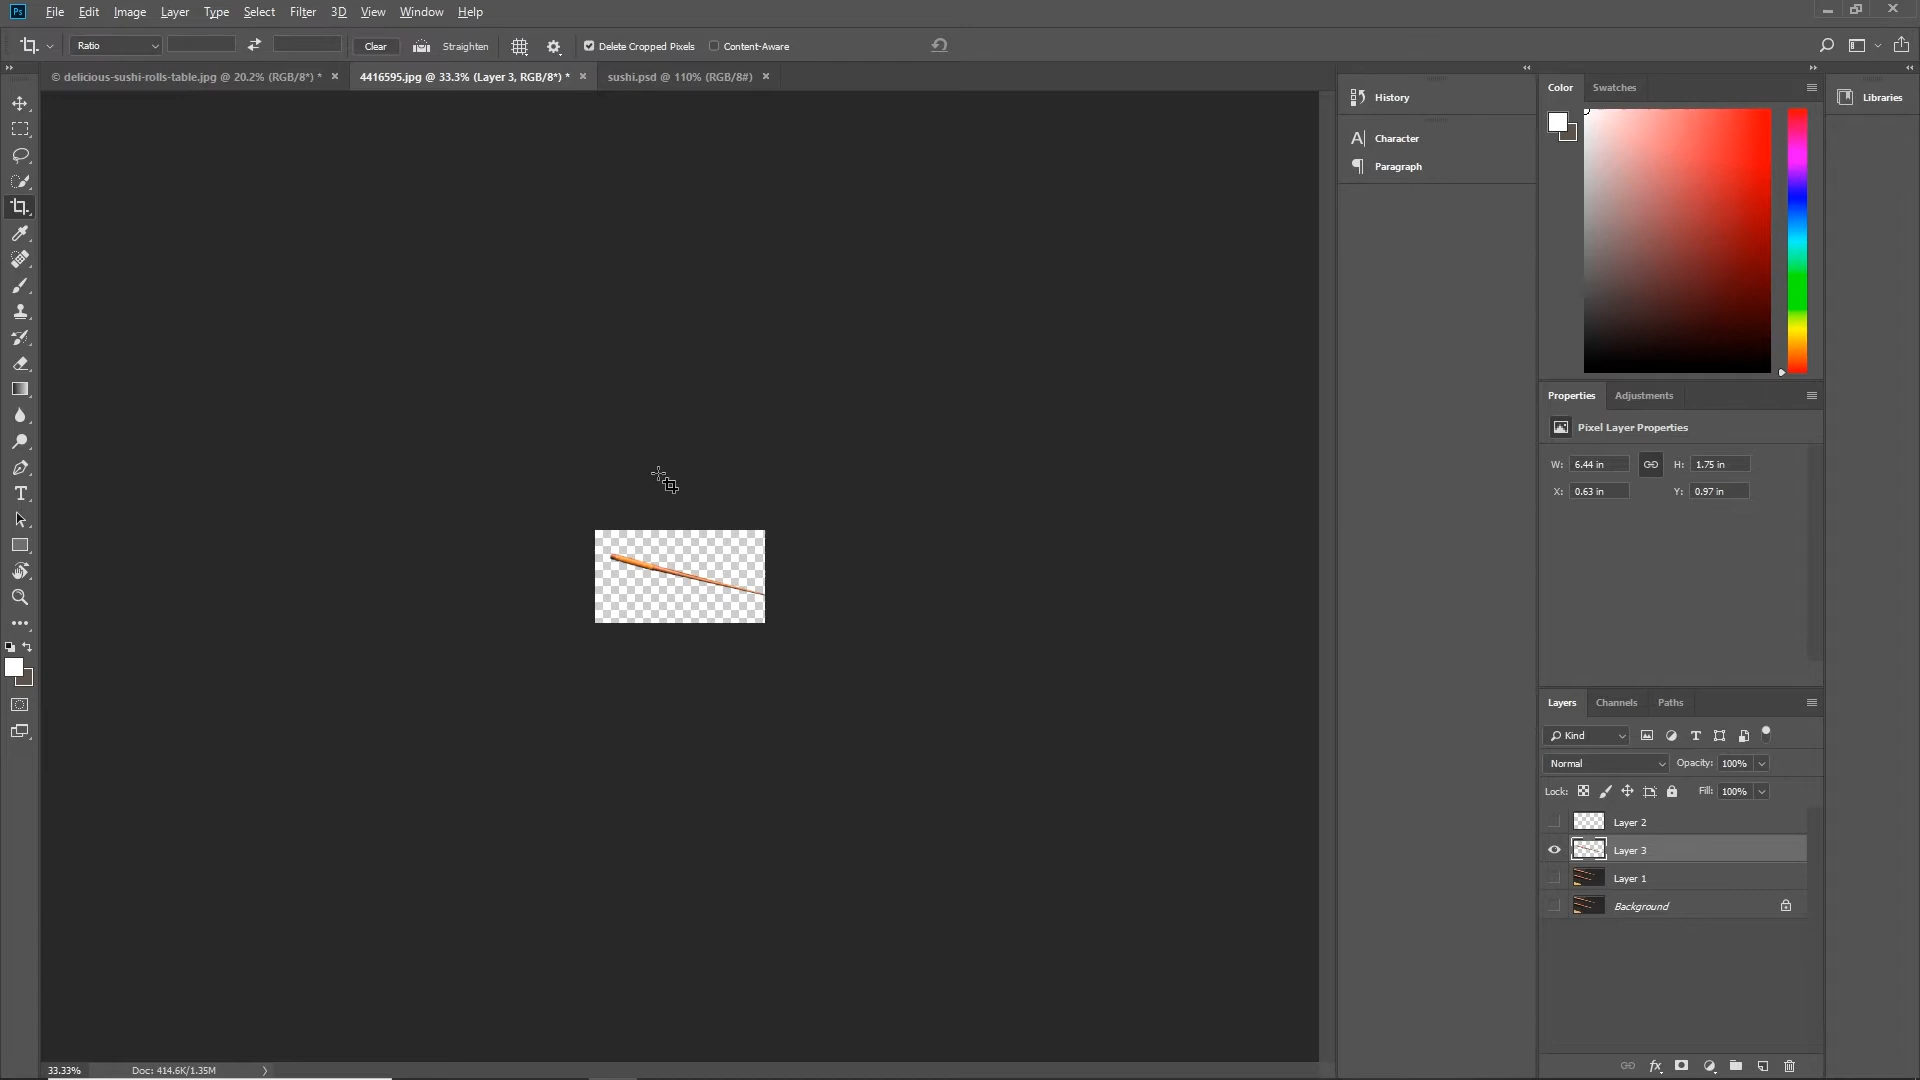 Ps File Edit Image Layer Type Select Filter 3D View Window Help
Ratio Clear Straighten Delete Cropped Pixels Content-Aware
© delicious-sushi-rolls-table.jpg @ 20.2% (RGB/8*) * × 4416595.jpg @ 33.3% (Layer 3, RGB/8*) * × sushi.psd @ 110% (RGB/8#) ×
History
Character
Paragraph
Color Swatches
Libraries
Properties Adjustments
Pixel Layer Properties
W: 6.44 in H: 1.75 in
X: 0.63 in Y: 0.97 in
Layers Channels Paths
Kind
Normal Opacity: 100%
Lock: Fill: 100%
Layer 2
Layer 3
Layer 1
Background
33.33% Doc: 414.6K/1.35M